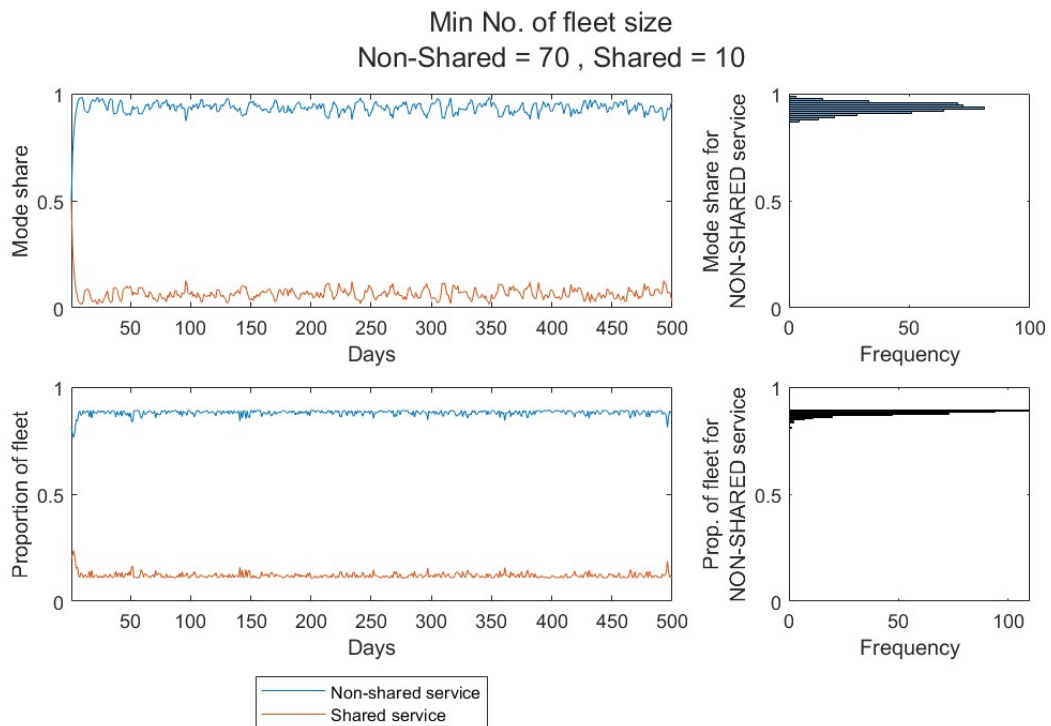 Min No. of fleet size
Non-Shared = 70 , Shared = 10
Mode share
1
0.5
0
50 100 150 200 250 300 350 400 450 500
Days
Mode share for
NON-SHARED service
1
0.5
0
0 50 100
Frequency
Proportion of fleet
1
0.5
0
50 100 150 200 250 300 350 400 450 500
Days
Prop. of fleet for
NON-SHARED service
1
0.5
0
0 50 100
Frequency
Non-shared service
Shared service